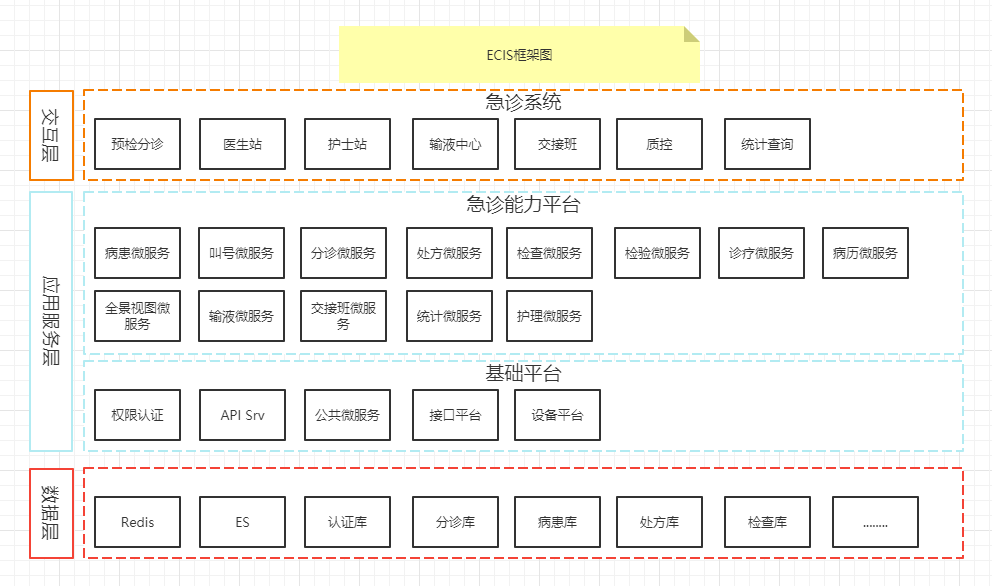 ECIS框架图
交互层
急诊系统
预检分诊
医生站
护士站
输液中心
交接班
质控
统计查询
应用服务层
急诊能力平台
病患微服务
叫号微服务
分诊微服务
处方微服务
检查微服务
检验微服务
诊疗微服务
病历微服务
全景视图微
服务
输液微服务
交接班微服
务
统计微服务
护理微服务
基础平台
权限认证
API Srv
公共微服务
接口平台
设备平台
数据层
Redis
ES
认证库
分诊库
病患库
处方库
检查库
........